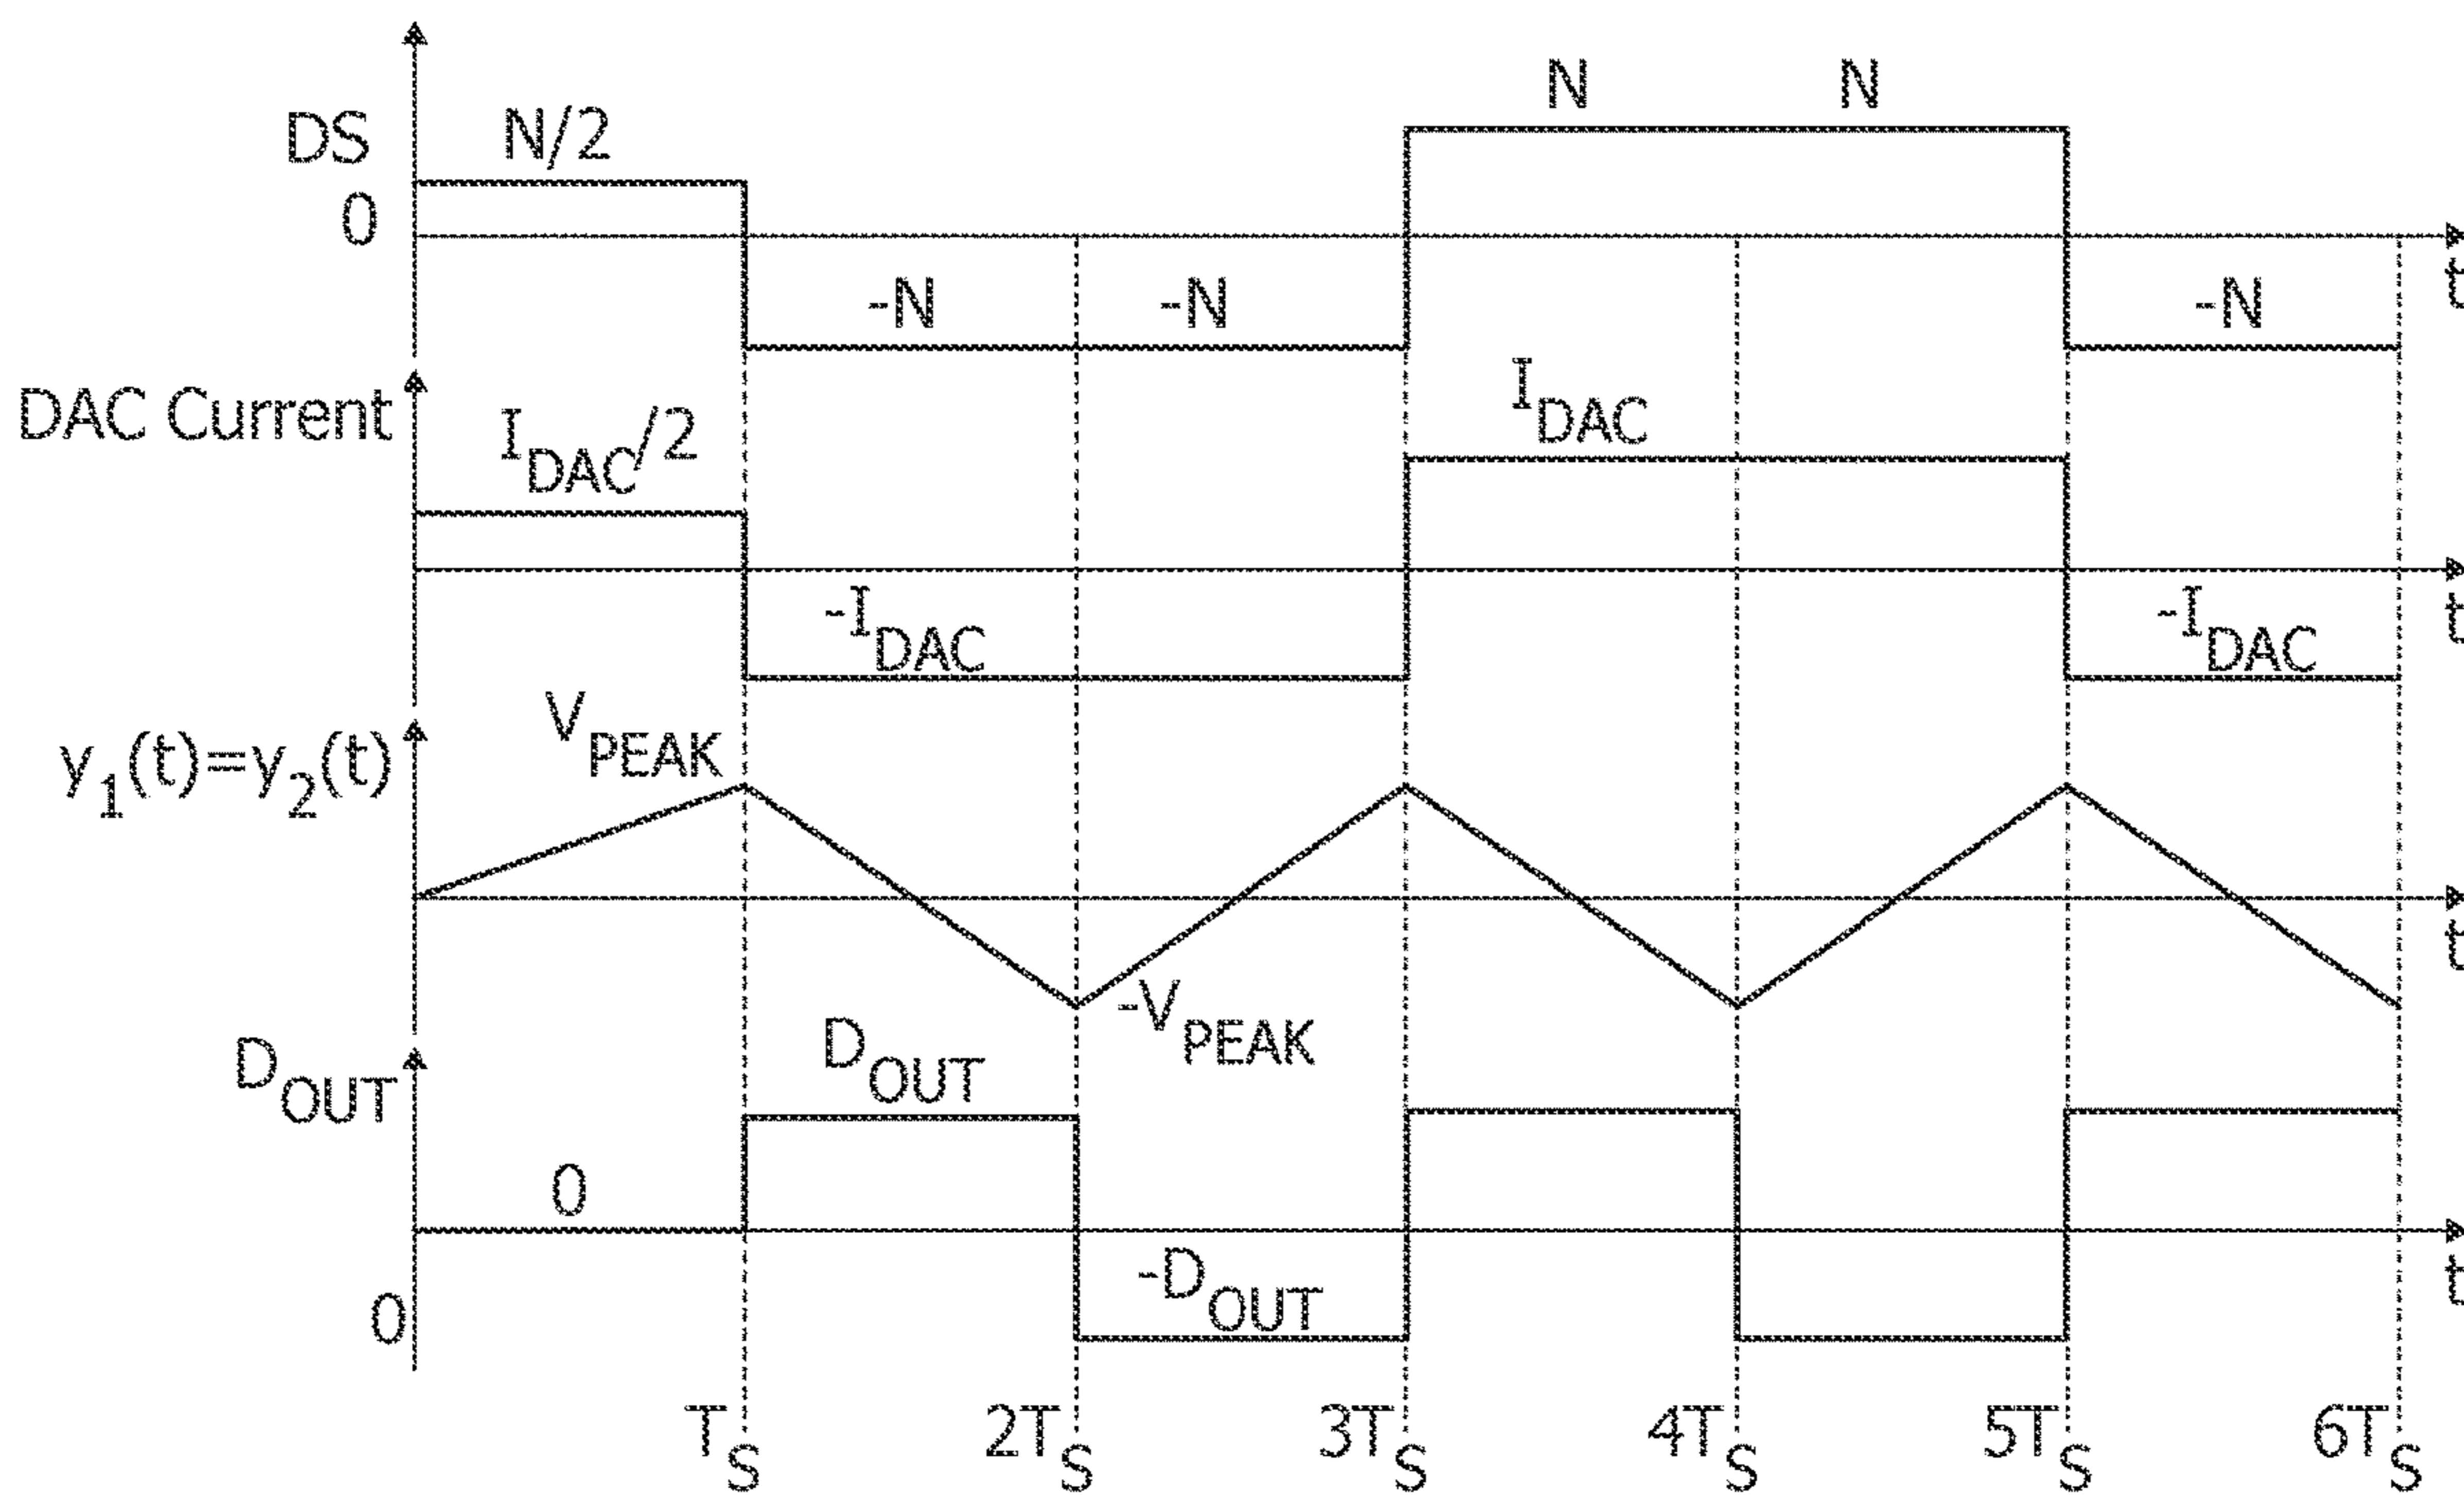 N N
DS N/2
0
-N -N -N
t
DAC Current I_DAC/2 I_DAC
-I_DAC -I_DAC
t
V_PEAK
y_1(t)=y_2(t)
t
-V_PEAK
D_OUT D_OUT
0
t
-D_OUT
0
T_S 2T_S 3T_S 4T_S 5T_S 6T_S